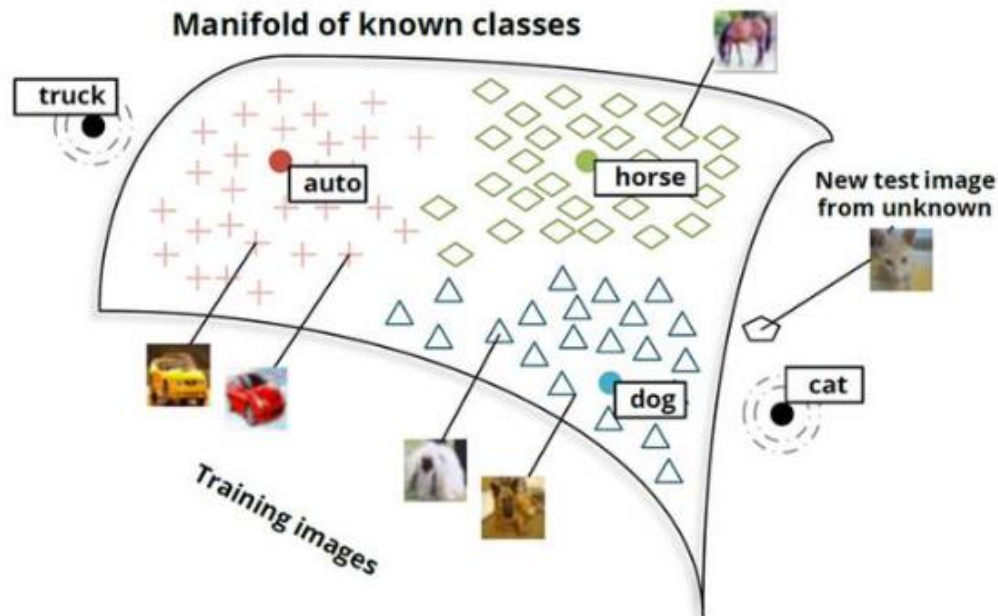 Manifold of known classes
truck
auto
horse
New test image
from unknown
dog
cat
Training images